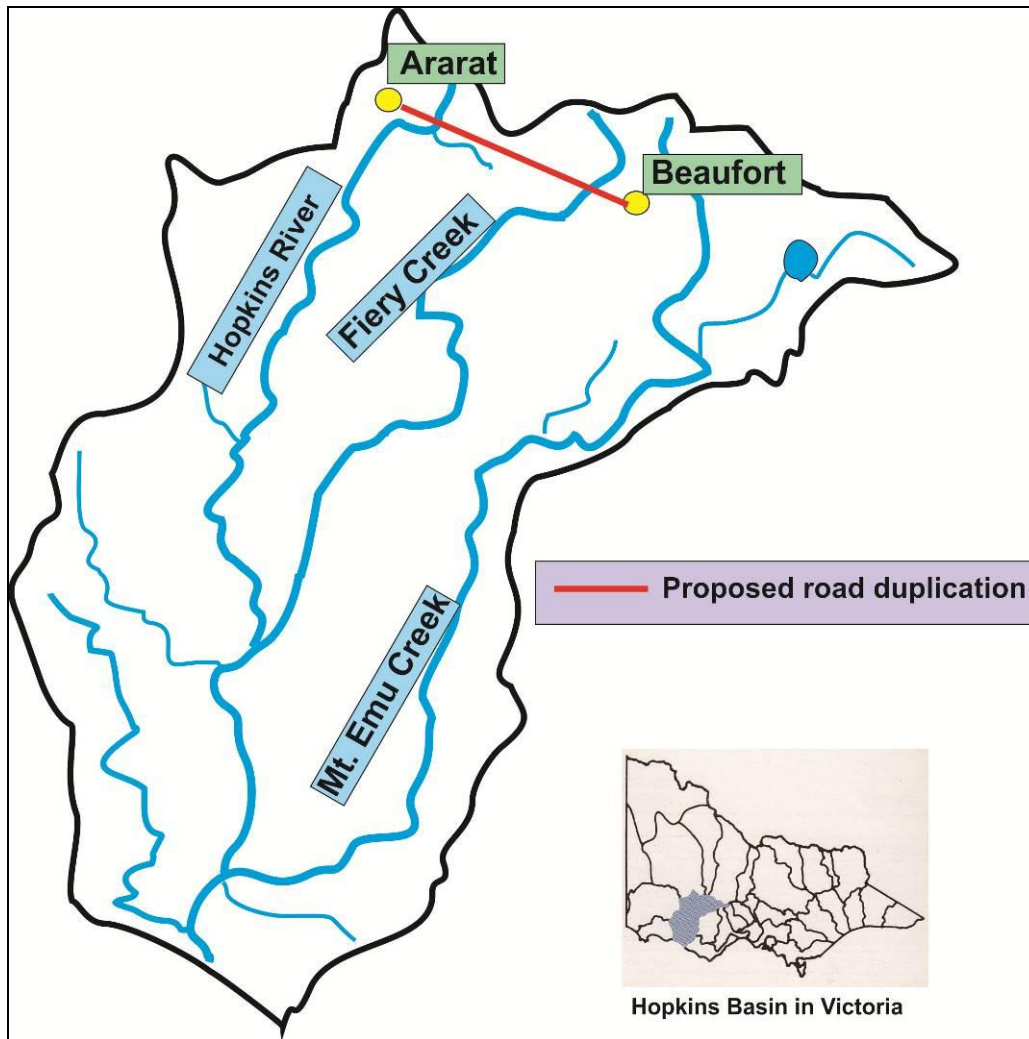 Ararat
Beaufort
Hopkins River
Fiery Creek
Mt. Emu Creek
Proposed road duplication
Hopkins Basin in Victoria